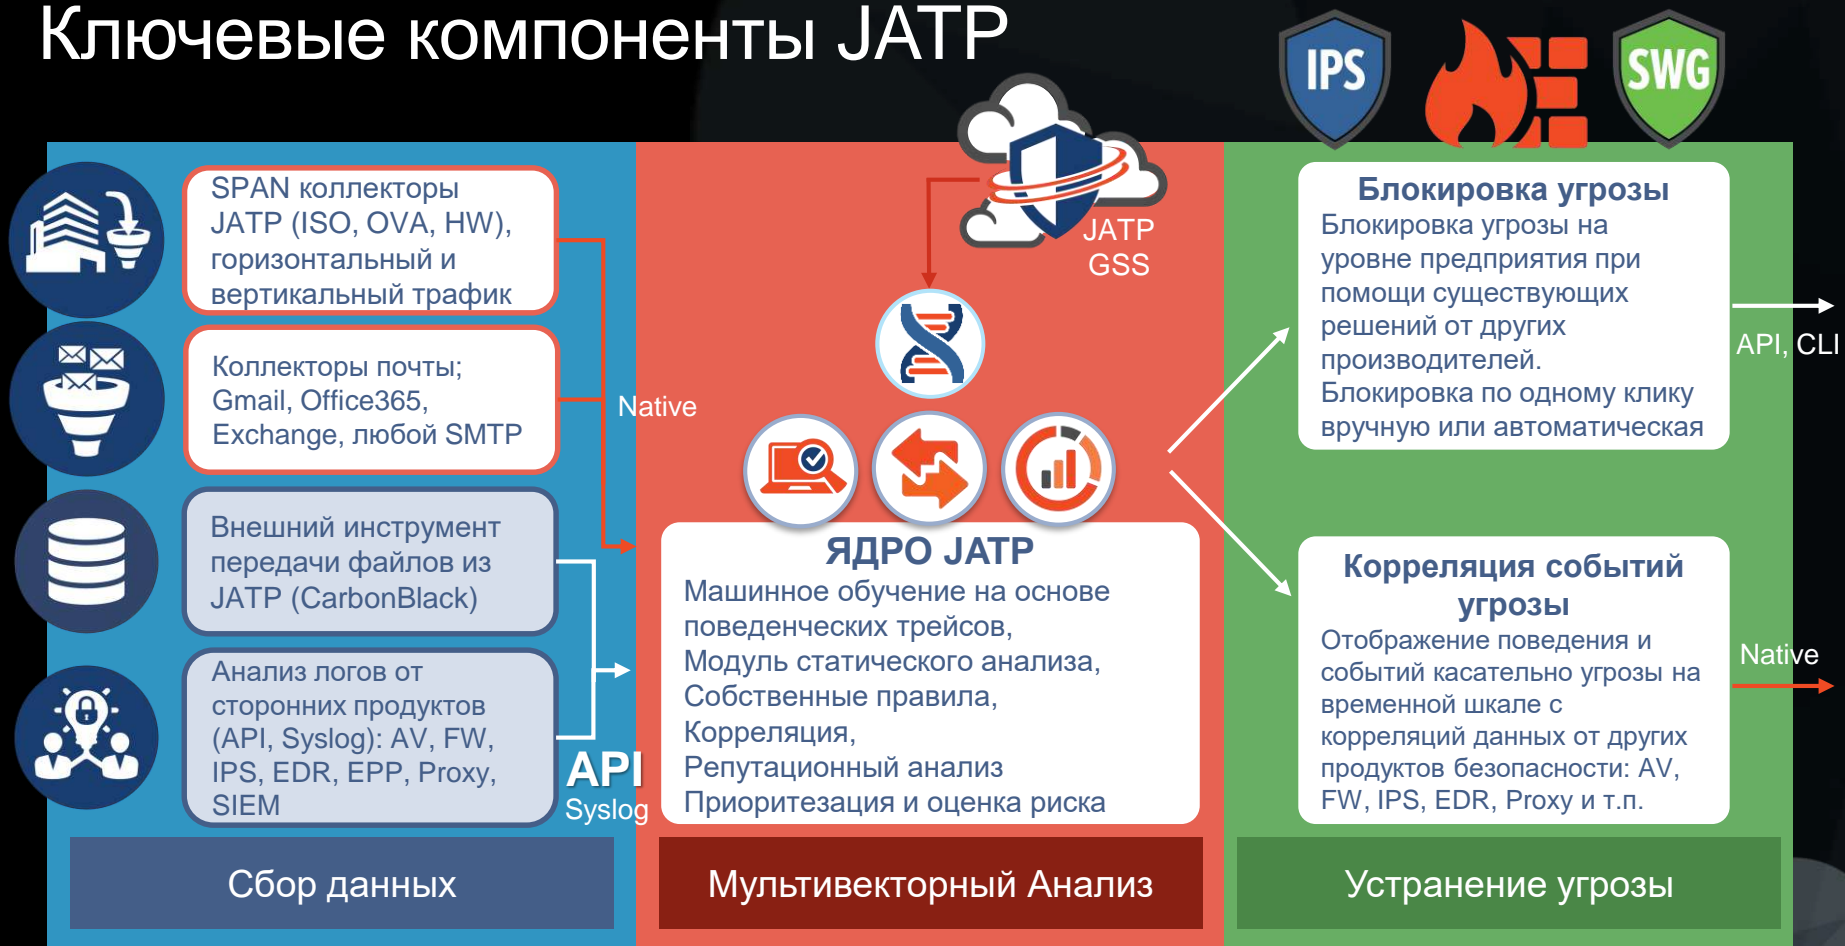 Ключевые компоненты JATP
IPS
SWG
SPAN коллекторы
JATP (ISO, OVA, HW),
горизонтальный и
вертикальный трафик
Коллекторы почты;
Gmail, Office365,
Exchange, любой SMTP
Внешний инструмент
передачи файлов из
JATP (CarbonBlack)
Анализ логов от
сторонних продуктов
(API, Syslog): AV, FW,
IPS, EDR, EPP, Proxy,
SIEM
Native
API
Syslog
Сбор данных
JATP
GSS
ЯДРО JATP
Машинное обучение на основе
поведенческих трейсов,
Модуль статического анализа,
Собственные правила,
Корреляция,
Репутационный анализ
Приоритезация и оценка риска
Мультивекторный Анализ
Блокировка угрозы
Блокировка угрозы на
уровне предприятия при
помощи существующих
решений от других
производителей.
Блокировка по одному клику
вручную или автоматическая
API, CLI
Корреляция событий
угрозы
Отображение поведения и
событий касательно угрозы на
временной шкале с
корреляций данных от других
продуктов безопасности: AV,
FW, IPS, EDR, Proxy и т.п.
Native
Устранение угрозы